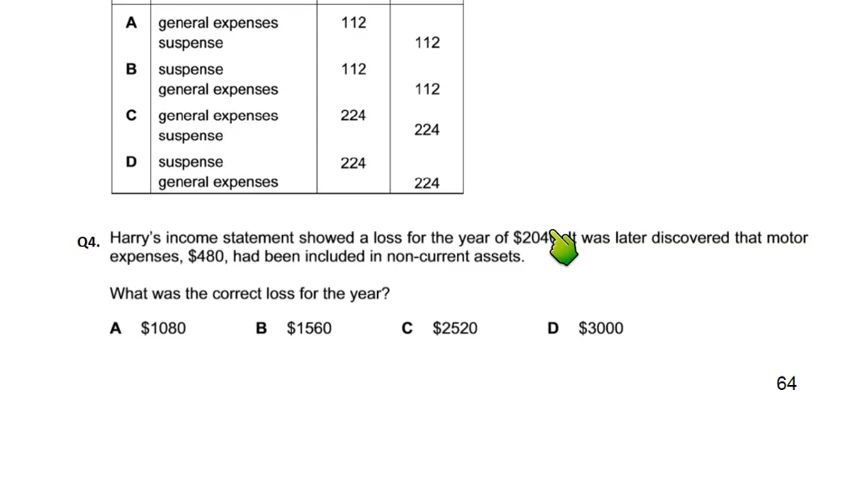 A general expenses 112
suspense 112
B suspense 112
general expenses 112
C general expenses 224
suspense 224
D suspense 224
general expenses 224
Q4. Harry's income statement showed a loss for the year of was later discovered that motor
expenses, $480, had been included in non-current assets.
What was the correct loss for the year?
A $1080 B $1560 C $2520 D $3000
64